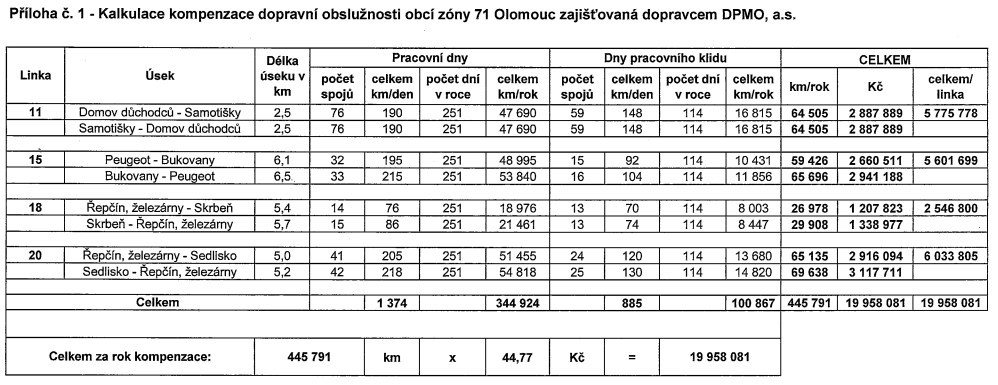 Příloha č. 1 - Kalkulace kompenzace dopravní obslužnosti obcí zóny 71 Olomouc zajišťovaná dopravcem DPMO, a.s.
Linka Úsek Délka úseku v km Pracovní dny Dny pracovního klidu CELKEM
počet spojů celkem km/den počet dní v roce celkem km/rok počet spojů celkem km/den počet dní v roce celkem km/rok km/rok Kč celkem/ linka
11 Domov důchodců - Samotišky 2,5 76 190 251 47 690 59 148 114 16 815 64 505 2 887 889 5 775 778
Samotišky - Domov důchodců 2,5 76 190 251 47 690 59 148 114 16 815 64 505 2 887 889
15 Peugeot - Bukovany 6,1 32 195 251 48 995 15 92 114 10 431 59 426 2 660 511 5 601 699
Bukovany - Peugeot 6,5 33 215 251 53 840 16 104 114 11 856 65 696 2 941 188
18 Řepčín, železárny - Skrbeň 5,4 14 76 251 18 976 13 70 114 8 003 26 978 1 207 823 2 546 800
Skrbeň - Řepčín, železárny 5,7 15 86 251 21 461 13 74 114 8 447 29 908 1 338 977
20 Řepčín, železárny - Sedlisko 5,0 41 205 251 51 455 24 120 114 13 680 65 135 2 916 094 6 033 805
Sedlisko - Řepčín, železárny 5,2 42 218 251 54 818 25 130 114 14 820 69 638 3 117 711
Celkem 1 374 344 924 885 100 867 445 791 19 958 081 19 958 081
Celkem za rok kompenzace: 445 791 km x 44,77 Kč = 19 958 081